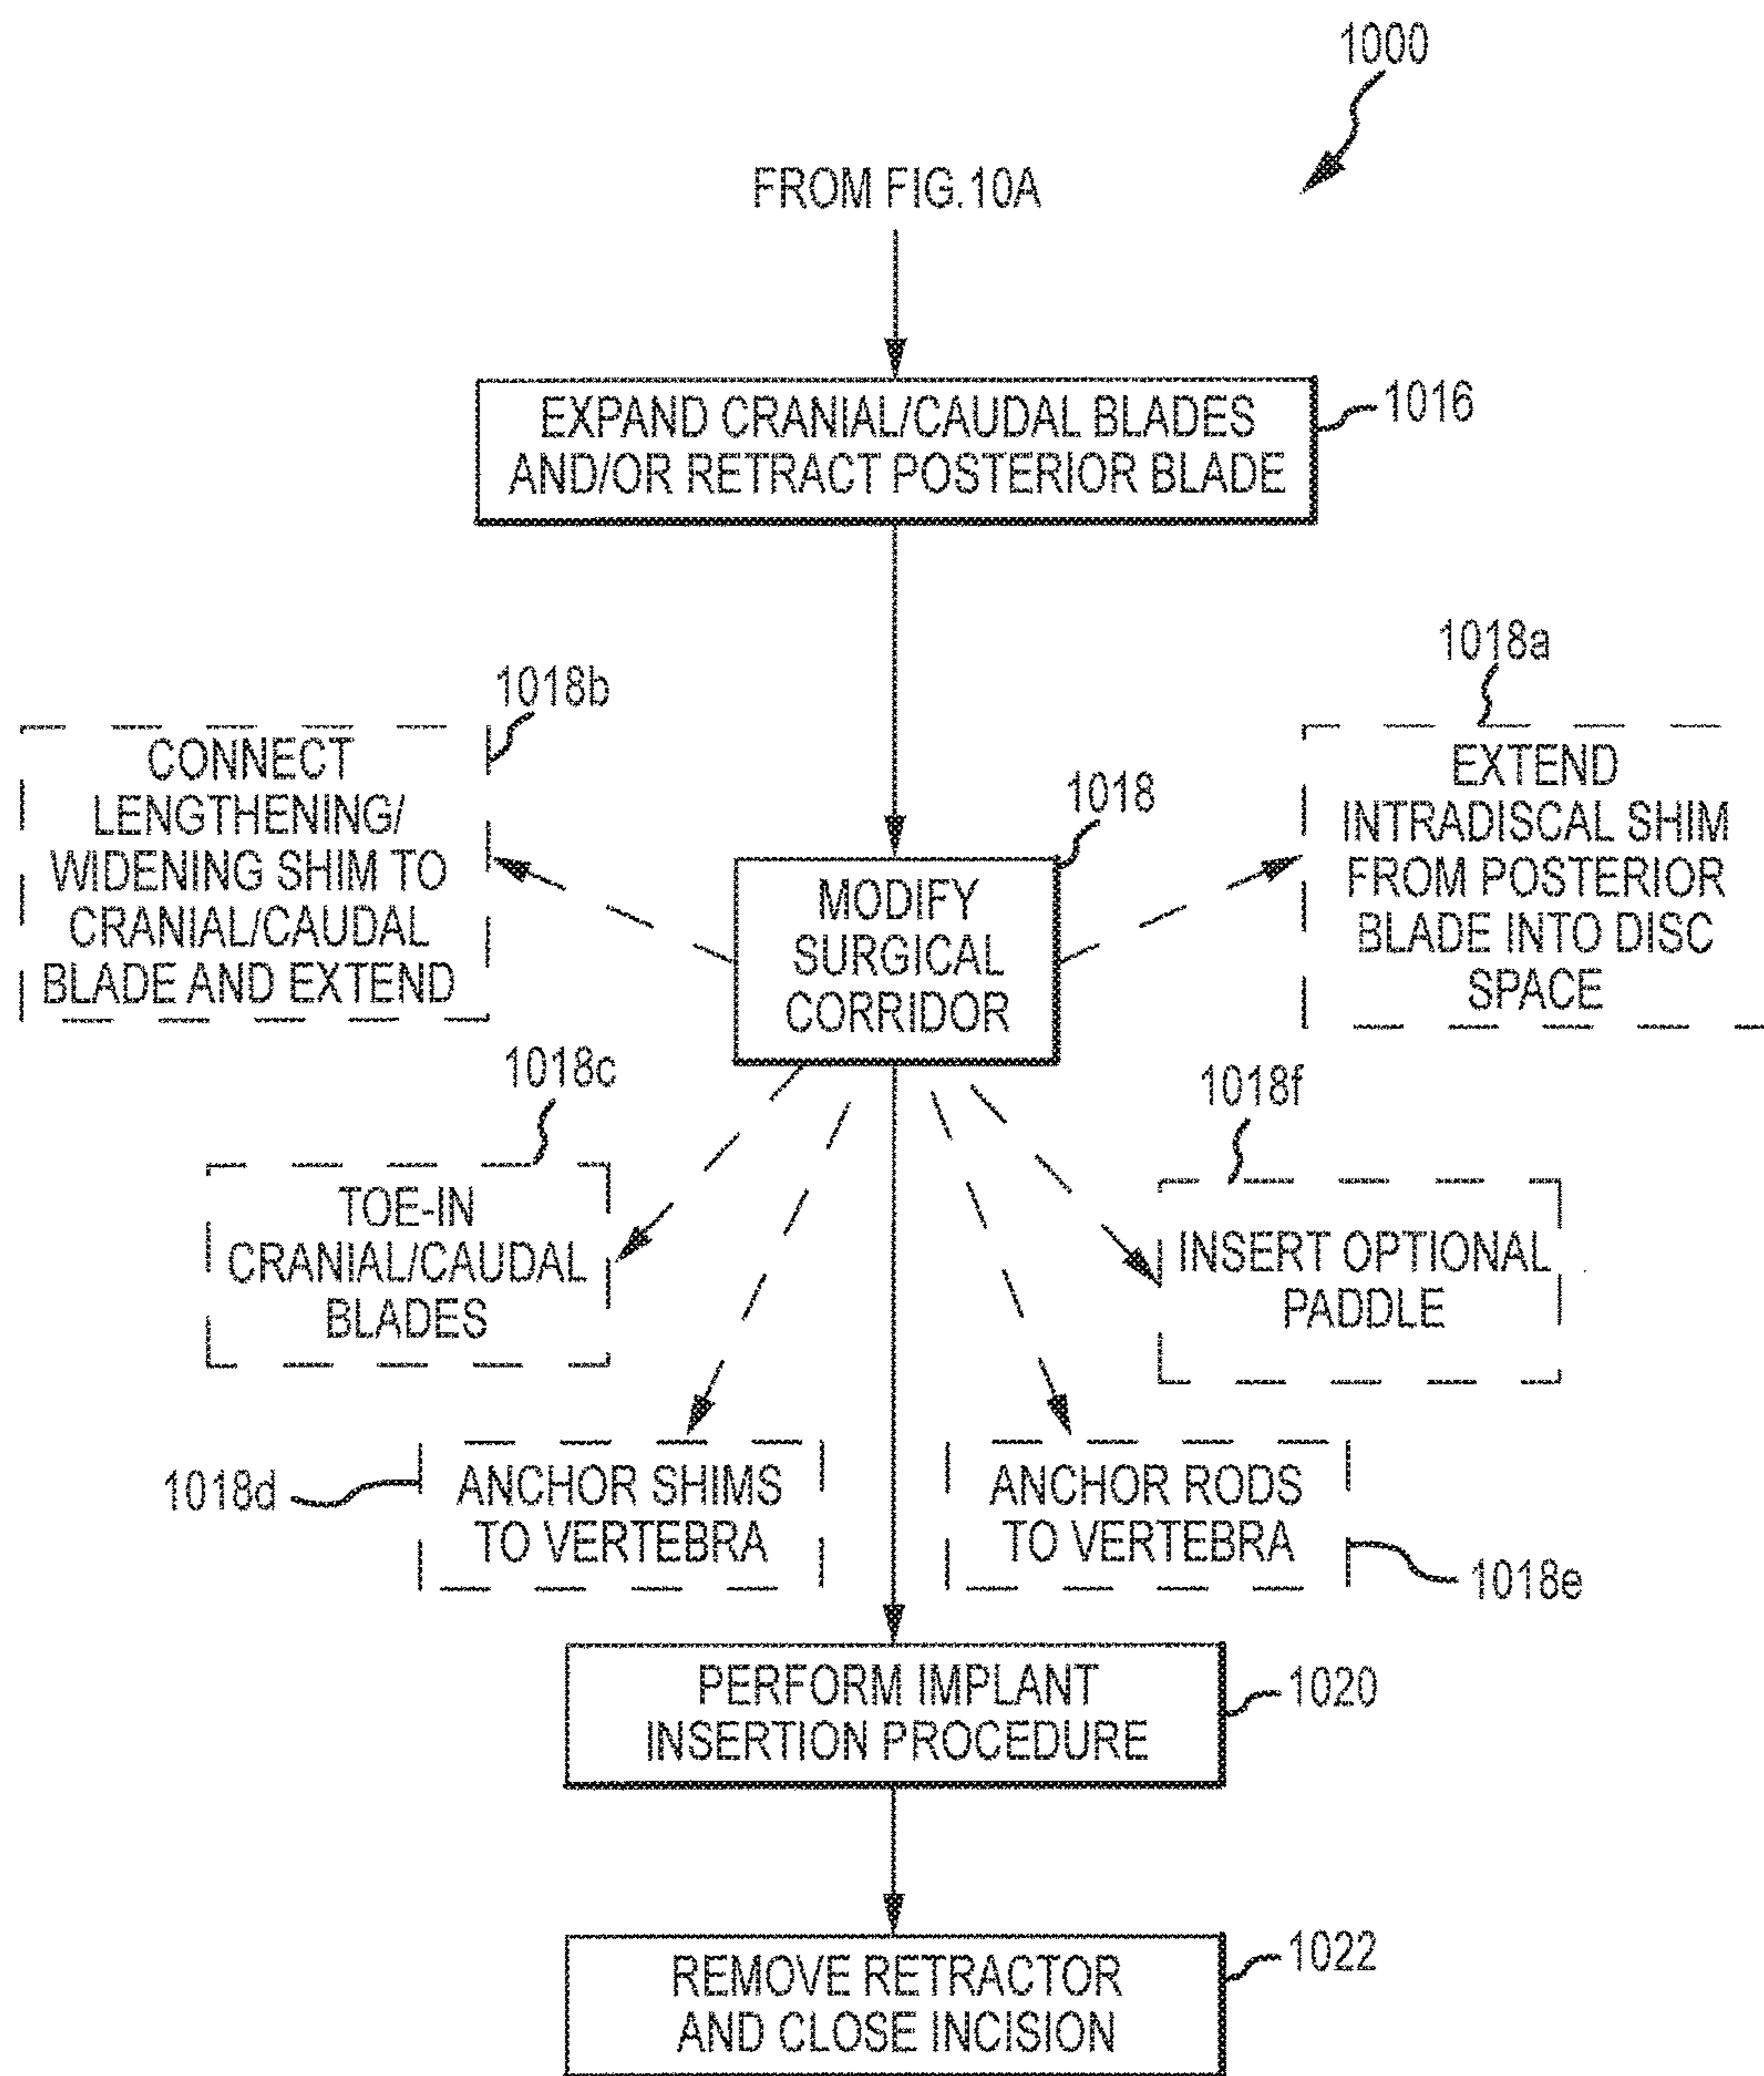 1000
FROM FIG. 10A
EXPAND CRANIAL/CAUDAL BLADES
AND/OR RETRACT POSTERIOR BLADE
1016
1018a
EXTEND
INTRADISCAL SHIM
FROM POSTERIOR
BLADE INTO DISC
SPACE
1018b
CONNECT
LENGTHENING/
WIDENING SHIM TO
CRANIAL/CAUDAL
BLADE AND EXTEND
1018
MODIFY
SURGICAL
CORRIDOR
1018c
TOE-IN
CRANIAL/CAUDAL
BLADES
1018f
INSERT OPTIONAL
PADDLE
1018d
ANCHOR SHIMS
TO VERTEBRA
ANCHOR RODS
TO VERTEBRA
1018e
PERFORM IMPLANT
INSERTION PROCEDURE
1020
REMOVE RETRACTOR
AND CLOSE INCISION
1022